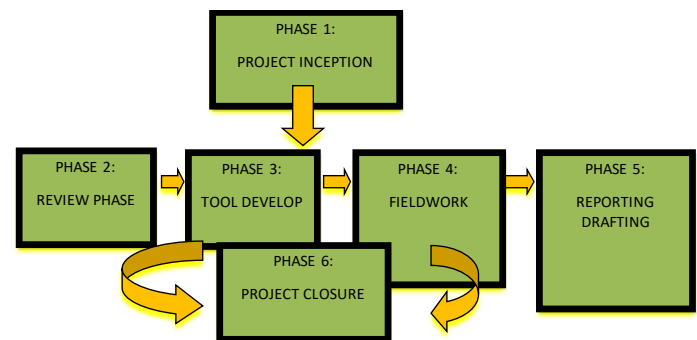 PHASE 1:
PROJECT INCEPTION
PHASE 2:
REVIEW PHASE
PHASE 3:
TOOL DEVELOP
PHASE 4:
FIELDWORK
PHASE 5:
REPORTING
DRAFTING
PHASE 6:
PROJECT CLOSURE